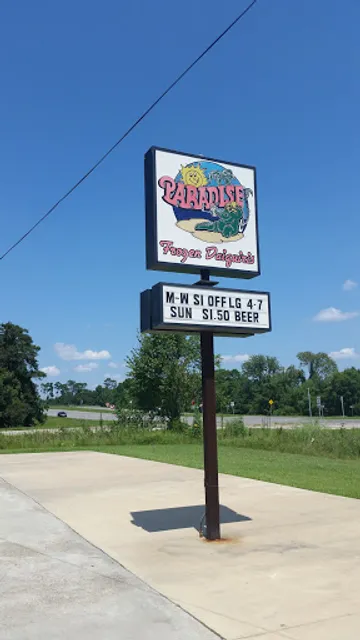 PARADISE
Frozen Daiquiris
M-W $1 OFF LG 4-7
SUN $1.50 BEER